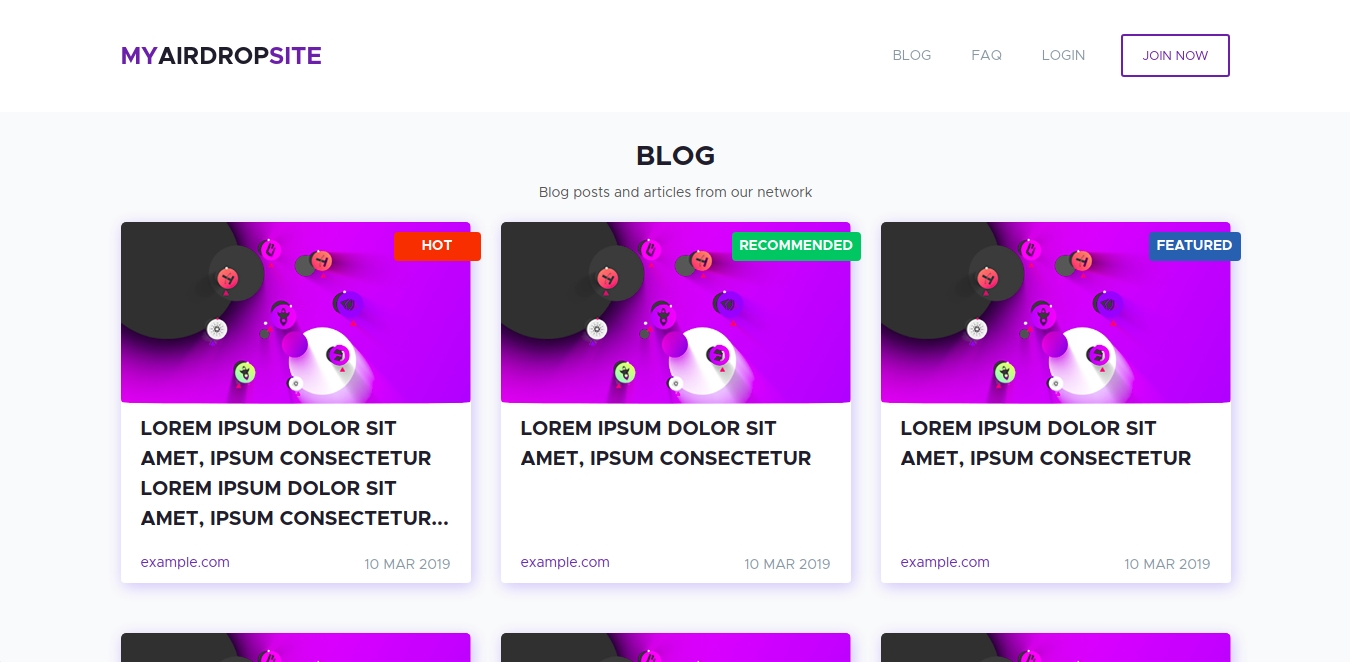 MYAIRDROPSITE
BLOG
FAQ
LOGIN
JOIN NOW
BLOG
Blog posts and articles from our network
HOT
LOREM IPSUM DOLOR SIT
AMET, IPSUM CONSECTETUR
LOREM IPSUM DOLOR SIT
AMET, IPSUM CONSECTETUR...
example.com
10 MAR 2019
RECOMMENDED
LOREM IPSUM DOLOR SIT
AMET, IPSUM CONSECTETUR
example.com
10 MAR 2019
FEATURED
LOREM IPSUM DOLOR SIT
AMET, IPSUM CONSECTETUR
example.com
10 MAR 2019